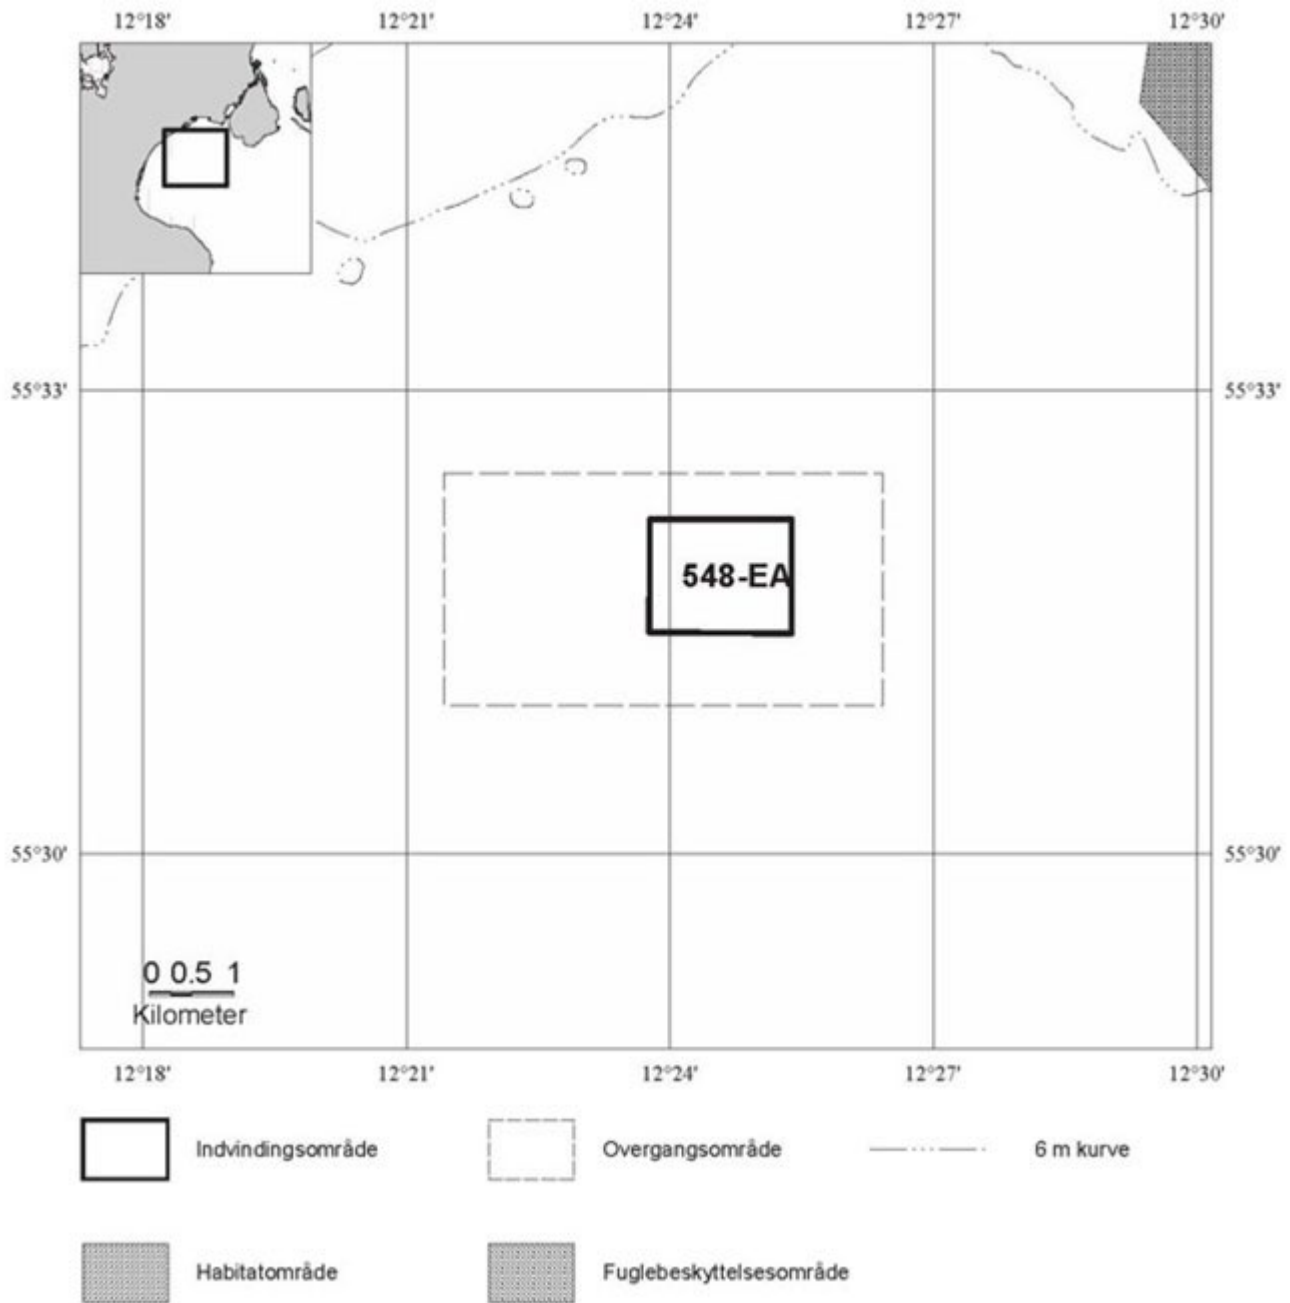 12°18' 12°21' 12°24' 12°27' 12°30'
55°33' 55°33'
548-EA
55°30' 55°30'
0 0.5 1
Kilometer
12°18' 12°21' 12°24' 12°27' 12°30'
Indvindingsområde Overgangsområde 6 m kurve
Habitatområde Fuglebeskyttelsesområde